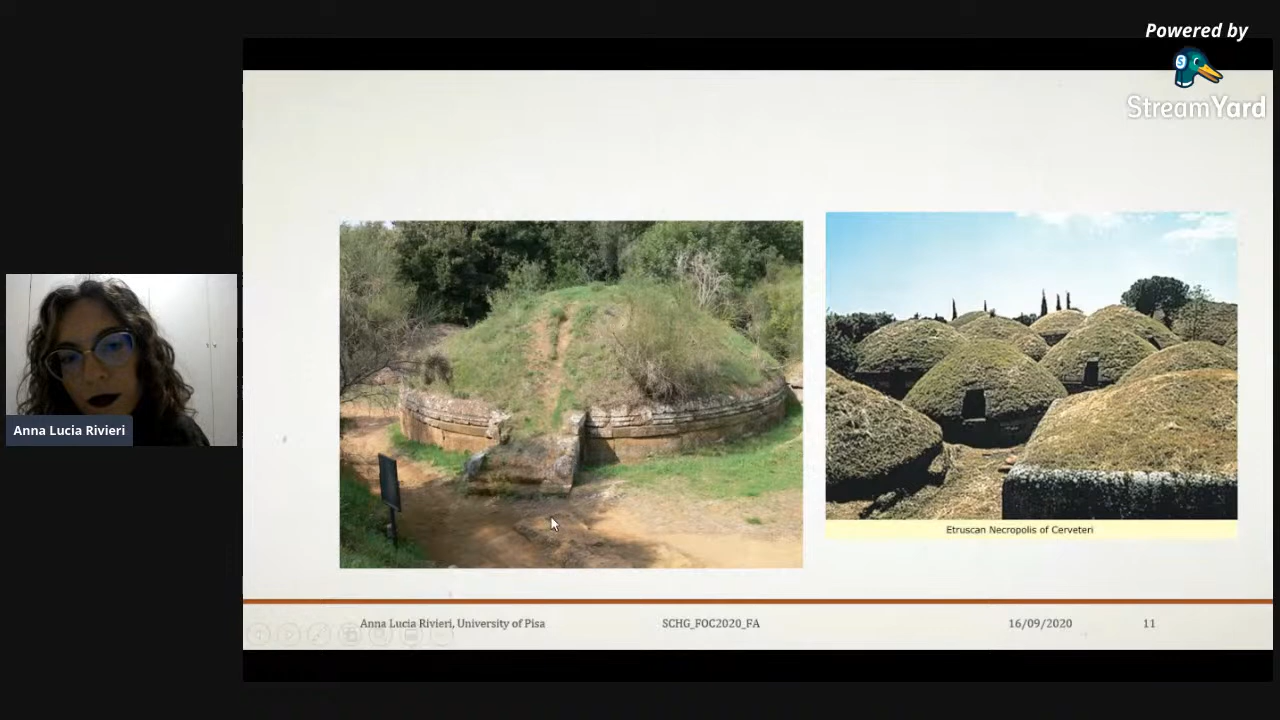 Powered by
StreamYard
Anna Lucia Rivieri
Etruscan Necropolis of Cerveteri
Anna Lucia Rivieri, University of Pisa
SCHG_FOC2020_FA
16/09/2020
11